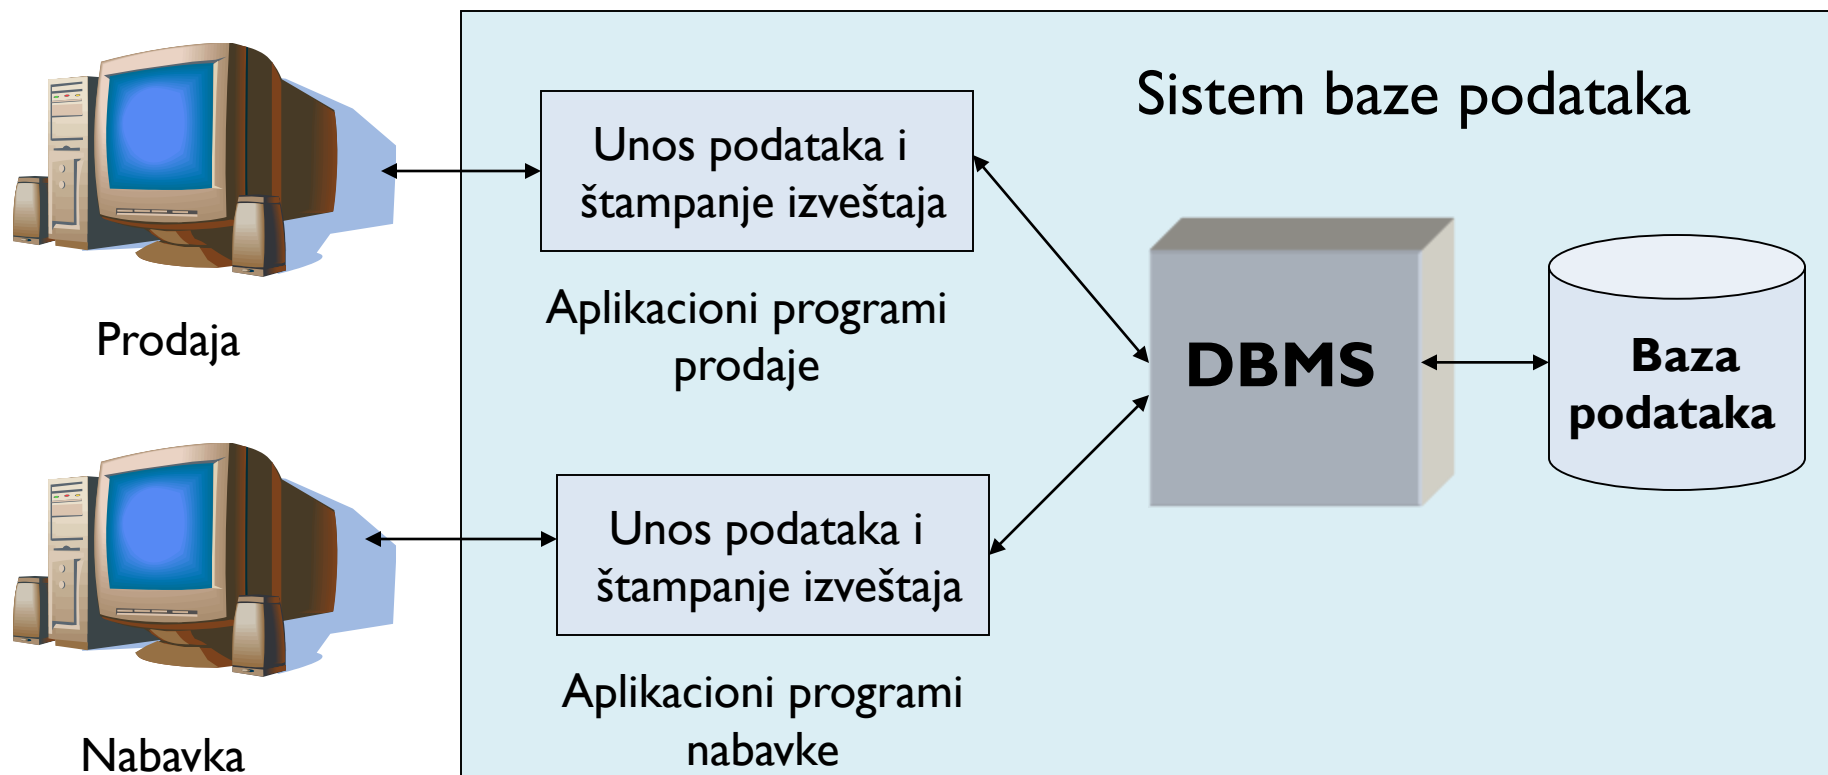 Sistem baze podataka
Unos podataka i
štampanje izveštaja
Aplikacioni programi
prodaje
Prodaja
DBMS
Baza
podataka
Unos podataka i
štampanje izveštaja
Aplikacioni programi
nabavke
Nabavka